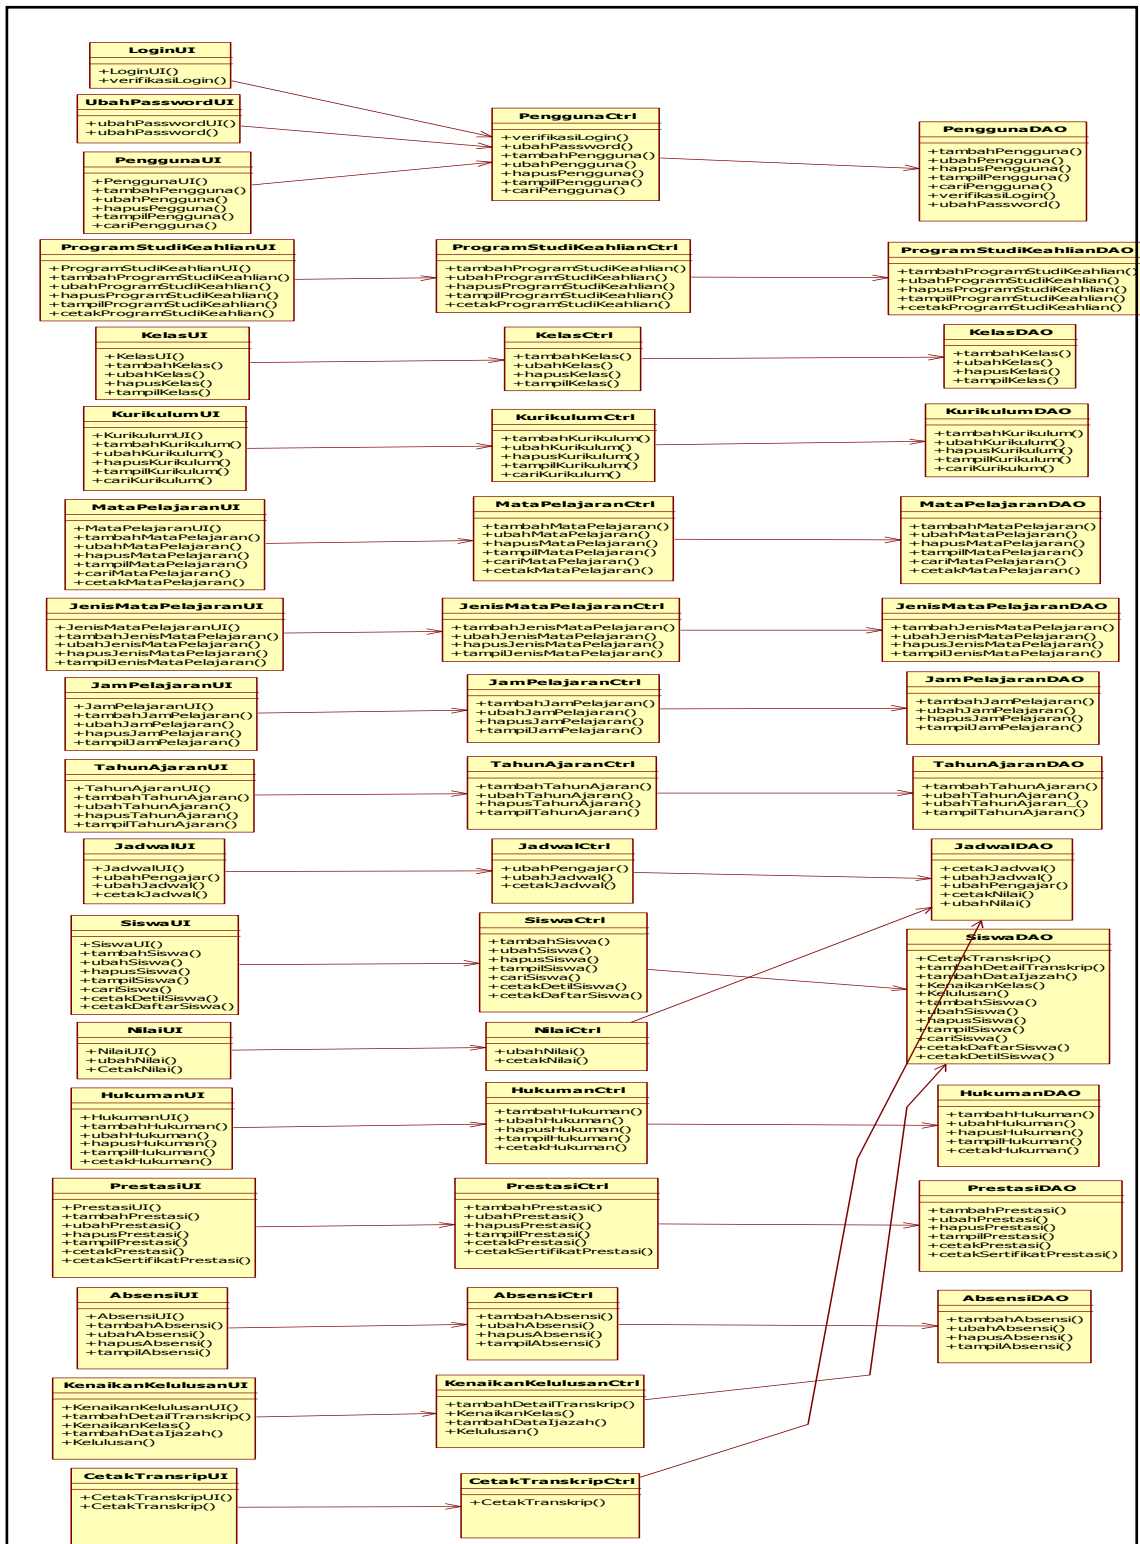 LoginUI
+LoginUI()
+verifikasiLogin()
UbahPasswordUI
+ubahPasswordUI()
+ubahPassword()
PenggunaUI
+PenggunaUI()
+tambahPengguna()
+ubahPengguna()
+hapusPegguna()
+tampilPengguna()
+cariPengguna()
PenggunaCtrl
+verifikasiLogin()
+ubahPassword()
+tambahPengguna()
+ubahPengguna()
+hapusPengguna()
+tampilPengguna()
+cariPengguna()
PenggunaDAO
+tambahPengguna()
+ubahPengguna()
+hapusPengguna()
+tampilPengguna()
+cariPengguna()
+verifikasiLogin()
+ubahPassword()
ProgramStudiKeahlianUI
+ProgramStudiKeahlianUI()
+tambahProgramStudiKeahlian()
+ubahProgramStudiKeahlian()
+hapusProgramStudiKeahlian()
+tampilProgramStudiKeahlian()
+cetakProgramStudiKeahlian()
ProgramStudiKeahlianCtrl
+tambahProgramStudiKeahlian()
+ubahProgramStudiKeahlian()
+hapusProgramStudiKeahlian()
+tampilProgramStudiKeahlian()
+cetakProgramStudiKeahlian()
ProgramStudiKeahlianDAO
+tambahProgramStudiKeahlian()
+ubahProgramStudiKeahlian()
+hapusProgramStudiKeahlian()
+tampilProgramStudiKeahlian()
+cetakProgramStudiKeahlian()
KelasUI
+KelasUI()
+tambahKelas()
+ubahKelas()
+hapusKelas()
+tampilKelas()
KelasCtrl
+tambahKelas()
+ubahKelas()
+hapusKelas()
+tampilKelas()
KelasDAO
+tambahKelas()
+ubahKelas()
+hapusKelas()
+tampilKelas()
KurikulumUI
+KurikulumUI()
+tambahKurikulum()
+ubahKurikulum()
+hapusKurikulum()
+tampilKurikulum()
+cariKurikulum()
KurikulumCtrl
+tambahKurikulum()
+ubahKurikulum()
+hapusKurikulum()
+tampilKurikulum()
+cariKurikulum()
KurikulumDAO
+tambahKurikulum()
+ubahKurikulum()
+hapusKurikulum()
+tampilKurikulum()
+cariKurikulum()
MataPelajaranUI
+MataPelajaranUI()
+tambahMataPelajaran()
+ubahMataPelajaran()
+hapusMataPelajaran()
+tampilMataPelajaran()
+cariMataPelajaran()
+cetakMataPelajaran()
MataPelajaranCtrl
+tambahMataPelajaran()
+ubahMataPelajaran()
+hapusMataPelajaran()
+tampilMataPelajaran()
+cariMataPelajaran()
+cetakMataPelajaran()
MataPelajaranDAO
+tambahMataPelajaran()
+ubahMataPelajaran()
+hapusMataPelajaran()
+tampilMataPelajaran()
+cariMataPelajaran()
+cetakMataPelajaran()
JenisMataPelajaranUI
+JenisMataPelajaranUI()
+tambahJenisMataPelajaran()
+ubahJenisMataPelajaran()
+hapusJenisMataPelajaran()
+tampilJenisMataPelajaran()
JenisMataPelajaranCtrl
+tambahJenisMataPelajaran()
+ubahJenisMataPelajaran()
+hapusJenisMataPelajaran()
+tampilJenisMataPelajaran()
JenisMataPelajaranDAO
+tambahJenisMataPelajaran()
+ubahJenisMataPelajaran()
+hapusJenisMataPelajaran()
+tampilJenisMataPelajaran()
JamPelajaranUI
+JamPelajaranUI()
+tambahJamPelajaran()
+ubahJamPelajaran()
+hapusJamPelajaran()
+tampilJamPelajaran()
JamPelajaranCtrl
+tambahJamPelajaran()
+ubahJamPelajaran()
+hapusJamPelajaran()
+tampilJamPelajaran()
JamPelajaranDAO
+tambahJamPelajaran()
+ubahJamPelajaran()
+hapusJamPelajaran()
+tampilJamPelajaran()
TahunAjaranUI
+TahunAjaranUI()
+tambahTahunAjaran()
+ubahTahunAjaran()
+hapusTahunAjaran()
+tampilTahunAjaran()
TahunAjaranCtrl
+tambahTahunAjaran()
+ubahTahunAjaran()
+hapusTahunAjaran()
+tampilTahunAjaran()
TahunAjaranDAO
+tambahTahunAjaran()
+ubahTahunAjaran()
+ubahTahunAjaran_()
+tampilTahunAjaran()
JadwalUI
+JadwalUI()
+ubahPengajar()
+ubahJadwal()
+cetakJadwal()
JadwalCtrl
+ubahPengajar()
+ubahJadwal()
+cetakJadwal()
JadwalDAO
+cetakJadwal()
+ubahJadwal()
+ubahPengajar()
+cetakNilai()
+ubahNilai()
SiswaUI
+SiswaUI()
+tambahSiswa()
+ubahSiswa()
+hapusSiswa()
+tampilSiswa()
+cariSiswa()
+cetakDetilSiswa()
+cetakDaftarSiswa()
SiswaCtrl
+tambahSiswa()
+ubahSiswa()
+hapusSiswa()
+tampilSiswa()
+cariSiswa()
+cetakDetilSiswa()
+cetakDaftarSiswa()
SiswaDAO
+CetakTranskrip()
+tambahDetailTranskrip()
+tambahDataIjazah()
+KenaikanKelas()
+Kelulusan()
+tambahSiswa()
+ubahSiswa()
+hapusSiswa()
+tampilSiswa()
+cariSiswa()
+cetakDaftarSiswa()
+cetakDetilSiswa()
NilaiUI
+NilaiUI()
+ubahNilai()
+CetakNilai()
NilaiCtrl
+ubahNilai()
+cetakNilai()
HukumanUI
+HukumanUI()
+tambahHukuman()
+ubahHukuman()
+hapusHukuman()
+tampilHukuman()
+cetakHukuman()
HukumanCtrl
+tambahHukuman()
+ubahHukuman()
+hapusHukuman()
+tampilHukuman()
+cetakHukuman()
HukumanDAO
+tambahHukuman()
+ubahHukuman()
+hapusHukuman()
+tampilHukuman()
+cetakHukuman()
PrestasiUI
+PrestasiUI()
+tambahPrestasi()
+ubahPrestasi()
+hapusPrestasi()
+tampilPrestasi()
+cetakPrestasi()
+cetakSertifikatPrestasi()
PrestasiCtrl
+tambahPrestasi()
+ubahPrestasi()
+hapusPrestasi()
+tampilPrestasi()
+cetakPrestasi()
+cetakSertifikatPrestasi()
PrestasiDAO
+tambahPrestasi()
+ubahPrestasi()
+hapusPrestasi()
+tampilPrestasi()
+cetakPrestasi()
+cetakSertifikatPrestasi()
AbsensiUI
+AbsensiUI()
+tambahAbsensi()
+ubahAbsensi()
+hapusAbsensi()
+tampilAbsensi()
AbsensiCtrl
+tambahAbsensi()
+ubahAbsensi()
+hapusAbsensi()
+tampilAbsensi()
AbsensiDAO
+tambahAbsensi()
+ubahAbsensi()
+hapusAbsensi()
+tampilAbsensi()
KenaikanKelulusanUI
+KenaikanKelulusanUI()
+tambahDetailTranskrip()
+KenaikanKelas()
+tambahDataIjazah()
+Kelulusan()
KenaikanKelulusanCtrl
+tambahDetailTranskrip()
+KenaikanKelas()
+tambahDataIjazah()
+Kelulusan()
CetakTransripUI
+CetakTranskripUI()
+CetakTranskrip()
CetakTranskripCtrl
+CetakTranskrip()